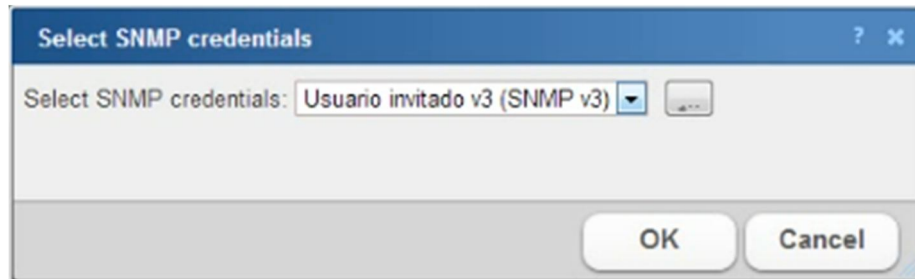 Select SNMP credentials ? ×
Select SNMP credentials: Usuario invitado v3 (SNMP v3) ...
OK Cancel